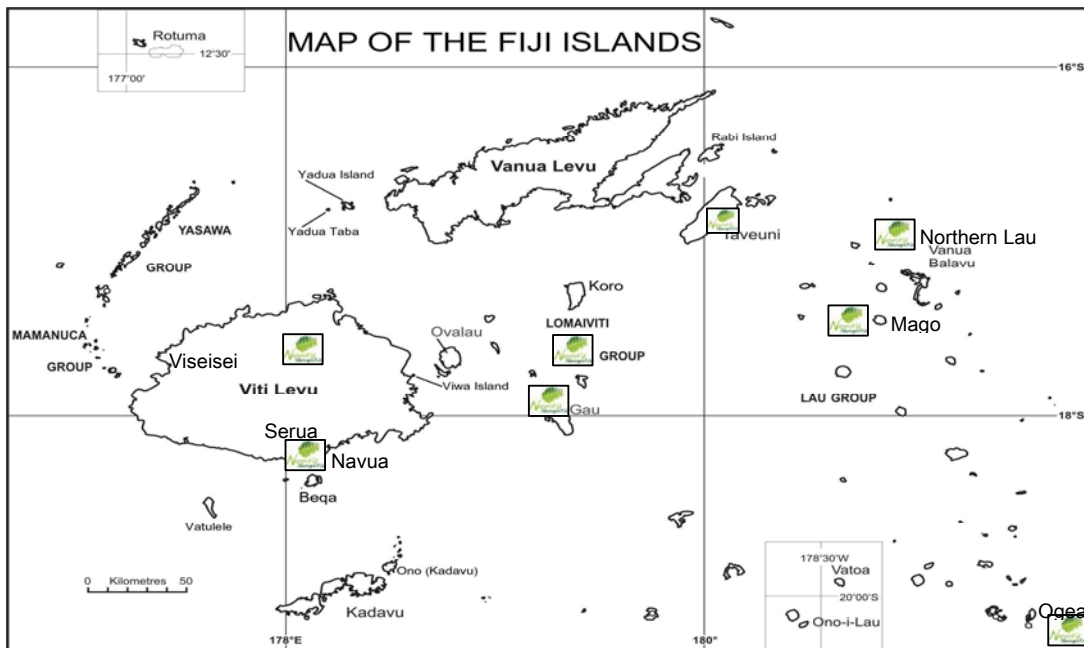 Rotuma
12°30'
177°00'
MAP OF THE FIJI ISLANDS
16°S
Rabi Island
Vanua Levu
Yadua Island
Yadua Taba
YASAWA
GROUP
Taveuni
Northern Lau
Vanua
Balavu
Koro
LOMAIVITI
GROUP
Mago
MAMANUCA
GROUP
Viseisei
Viti Levu
Ovalau
Viwa Island
Gau
LAU GROUP
18°S
Serua
Navua
Beqa
Vatulele
0 Kilometres 50
Ono (Kadavu)
Kadavu
178°30'W
Vatoa
20°00'S
Ono-i-Lau
Ogea
178°E
180°